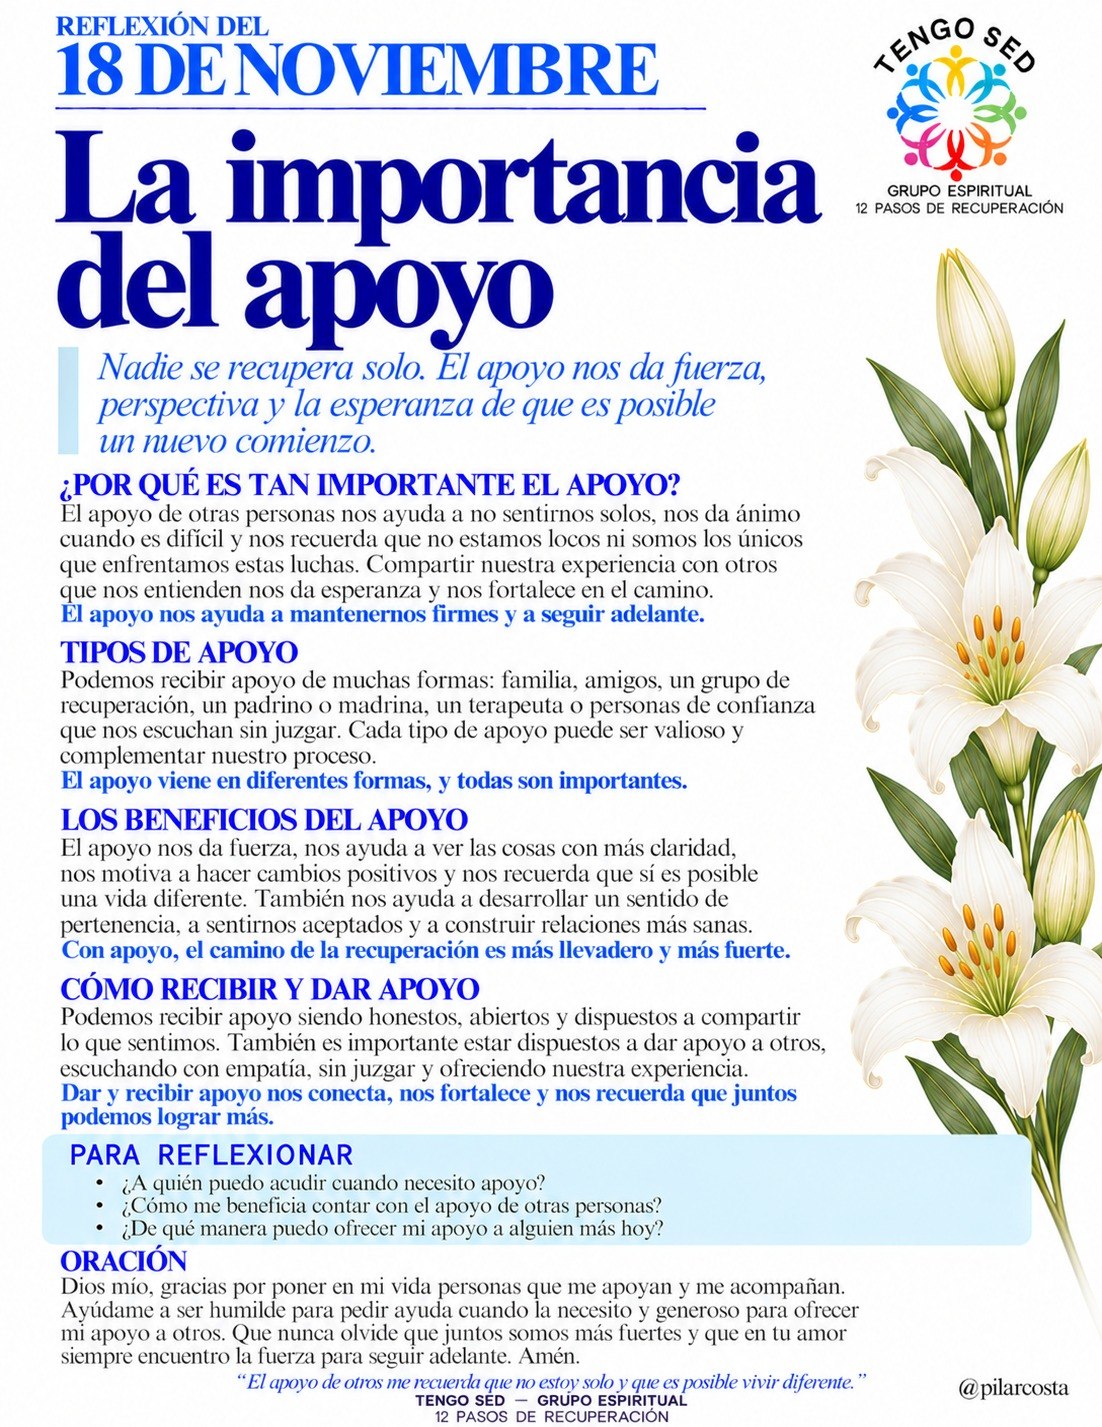 REFLEXIÓN DEL
18 DE NOVIEMBRE
TENGO SED
GRUPO ESPIRITUAL
12 PASOS DE RECUPERACIÓN
La importancia
del apoyo
Nadie se recupera solo. El apoyo nos da fuerza,
perspectiva y la esperanza de que es posible
un nuevo comienzo.
¿POR QUÉ ES TAN IMPORTANTE EL APOYO?
El apoyo de otras personas nos ayuda a no sentirnos solos, nos da ánimo
cuando es difícil y nos recuerda que no estamos locos ni somos los únicos
que enfrentamos estas luchas. Compartir nuestra experiencia con otros
que nos entienden nos da esperanza y nos fortalece en el camino.
El apoyo nos ayuda a mantenernos firmes y a seguir adelante.
TIPOS DE APOYO
Podemos recibir apoyo de muchas formas: familia, amigos, un grupo de
recuperación, un padrino o madrina, un terapeuta o personas de confianza
que nos escuchan sin juzgar. Cada tipo de apoyo puede ser valioso y
complementar nuestro proceso.
El apoyo viene en diferentes formas, y todas son importantes.
LOS BENEFICIOS DEL APOYO
El apoyo nos da fuerza, nos ayuda a ver las cosas con más claridad,
nos motiva a hacer cambios positivos y nos recuerda que sí es posible
una vida diferente. También nos ayuda a desarrollar un sentido de
pertenencia, a sentirnos aceptados y a construir relaciones más sanas.
Con apoyo, el camino de la recuperación es más llevadero y más fuerte.
CÓMO RECIBIR Y DAR APOYO
Podemos recibir apoyo siendo honestos, abiertos y dispuestos a compartir
lo que sentimos. También es importante estar dispuestos a dar apoyo a otros,
escuchando con empatía, sin juzgar y ofreciendo nuestra experiencia.
Dar y recibir apoyo nos conecta, nos fortalece y nos recuerda que juntos
podemos lograr más.
PARA REFLEXIONAR
• ¿A quién puedo acudir cuando necesito apoyo?
• ¿Cómo me beneficia contar con el apoyo de otras personas?
• ¿De qué manera puedo ofrecer mi apoyo a alguien más hoy?
ORACIÓN
Dios mío, gracias por poner en mi vida personas que me apoyan y me acompañan.
Ayúdame a ser humilde para pedir ayuda cuando la necesito y generoso para ofrecer
mi apoyo a otros. Que nunca olvide que juntos somos más fuertes y que en tu amor
siempre encuentro la fuerza para seguir adelante. Amén.
“El apoyo de otros me recuerda que no estoy solo y que es posible vivir diferente.”
@pilarcosta
TENGO SED — GRUPO ESPIRITUAL
12 PASOS DE RECUPERACIÓN